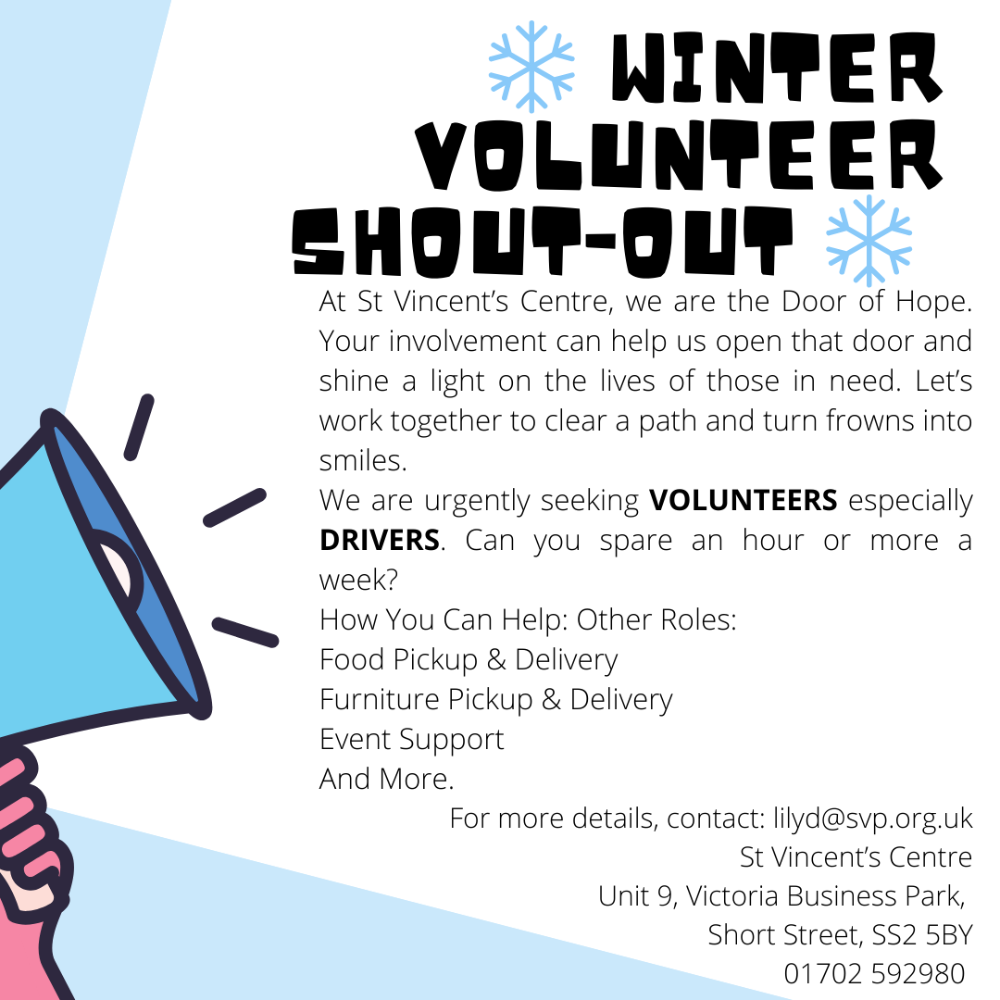 WINTER
VOLUNTEER
SHOUT-OUT
At St Vincent’s Centre, we are the Door of Hope.
Your involvement can help us open that door and
shine a light on the lives of those in need. Let’s
work together to clear a path and turn frowns into
smiles.
We are urgently seeking VOLUNTEERS especially
DRIVERS. Can you spare an hour or more a
week?
How You Can Help: Other Roles:
Food Pickup & Delivery
Furniture Pickup & Delivery
Event Support
And More.
For more details, contact: lilyd@svp.org.uk
St Vincent’s Centre
Unit 9, Victoria Business Park,
Short Street, SS2 5BY
01702 592980